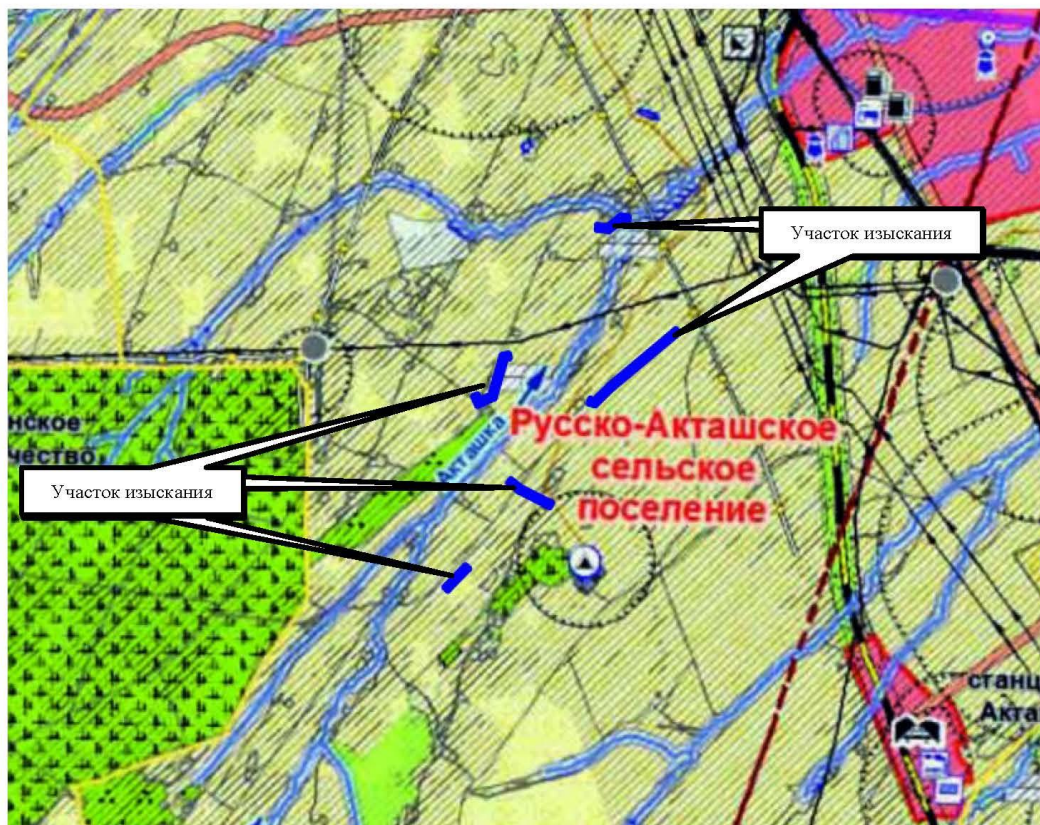 Участок изыскания
нское
чество
Акташка
Русско-Акташское
сельское
поселение
Участок изыскания
станц
Акта